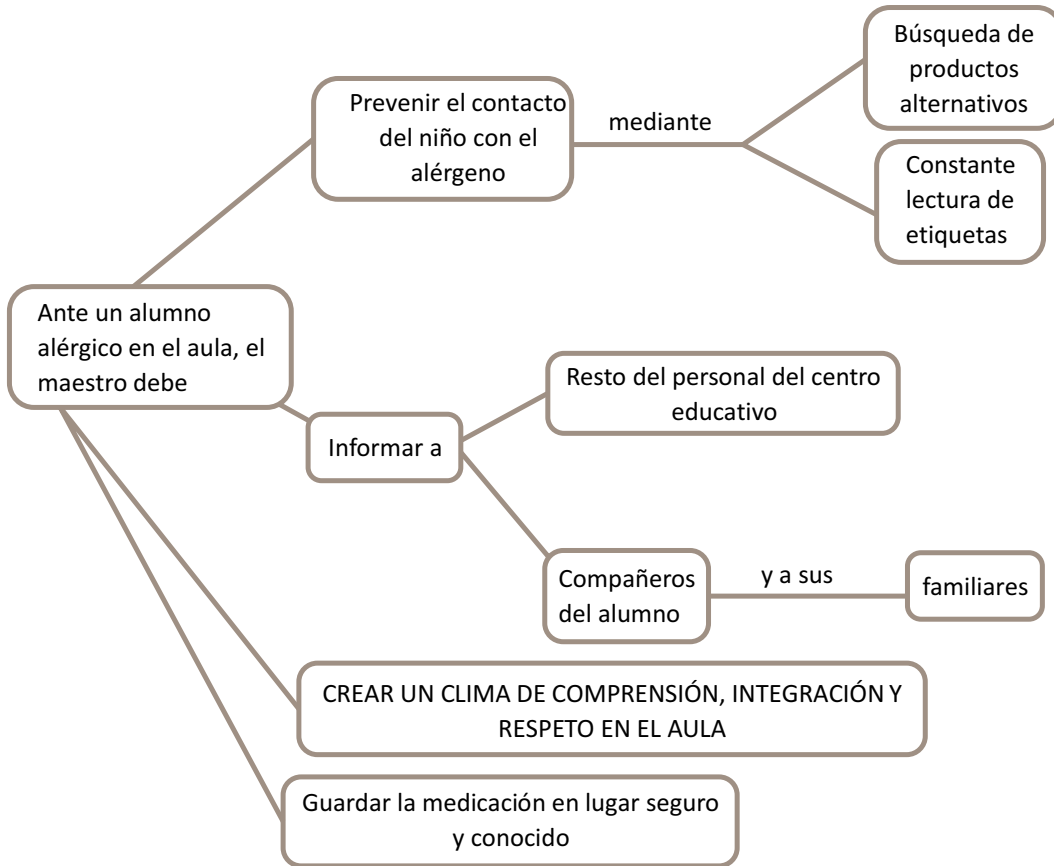 Búsqueda de
productos
alternativos
Prevenir el contacto
del niño con el
alérgeno
mediante
Constante
lectura de
etiquetas
Ante un alumno
alérgico en el aula, el
maestro debe
Resto del personal del centro
educativo
Informar a
Compañeros
del alumno
y a sus
familiares
CREAR UN CLIMA DE COMPRENSIÓN, INTEGRACIÓN Y
RESPETO EN EL AULA
Guardar la medicación en lugar seguro
y conocido